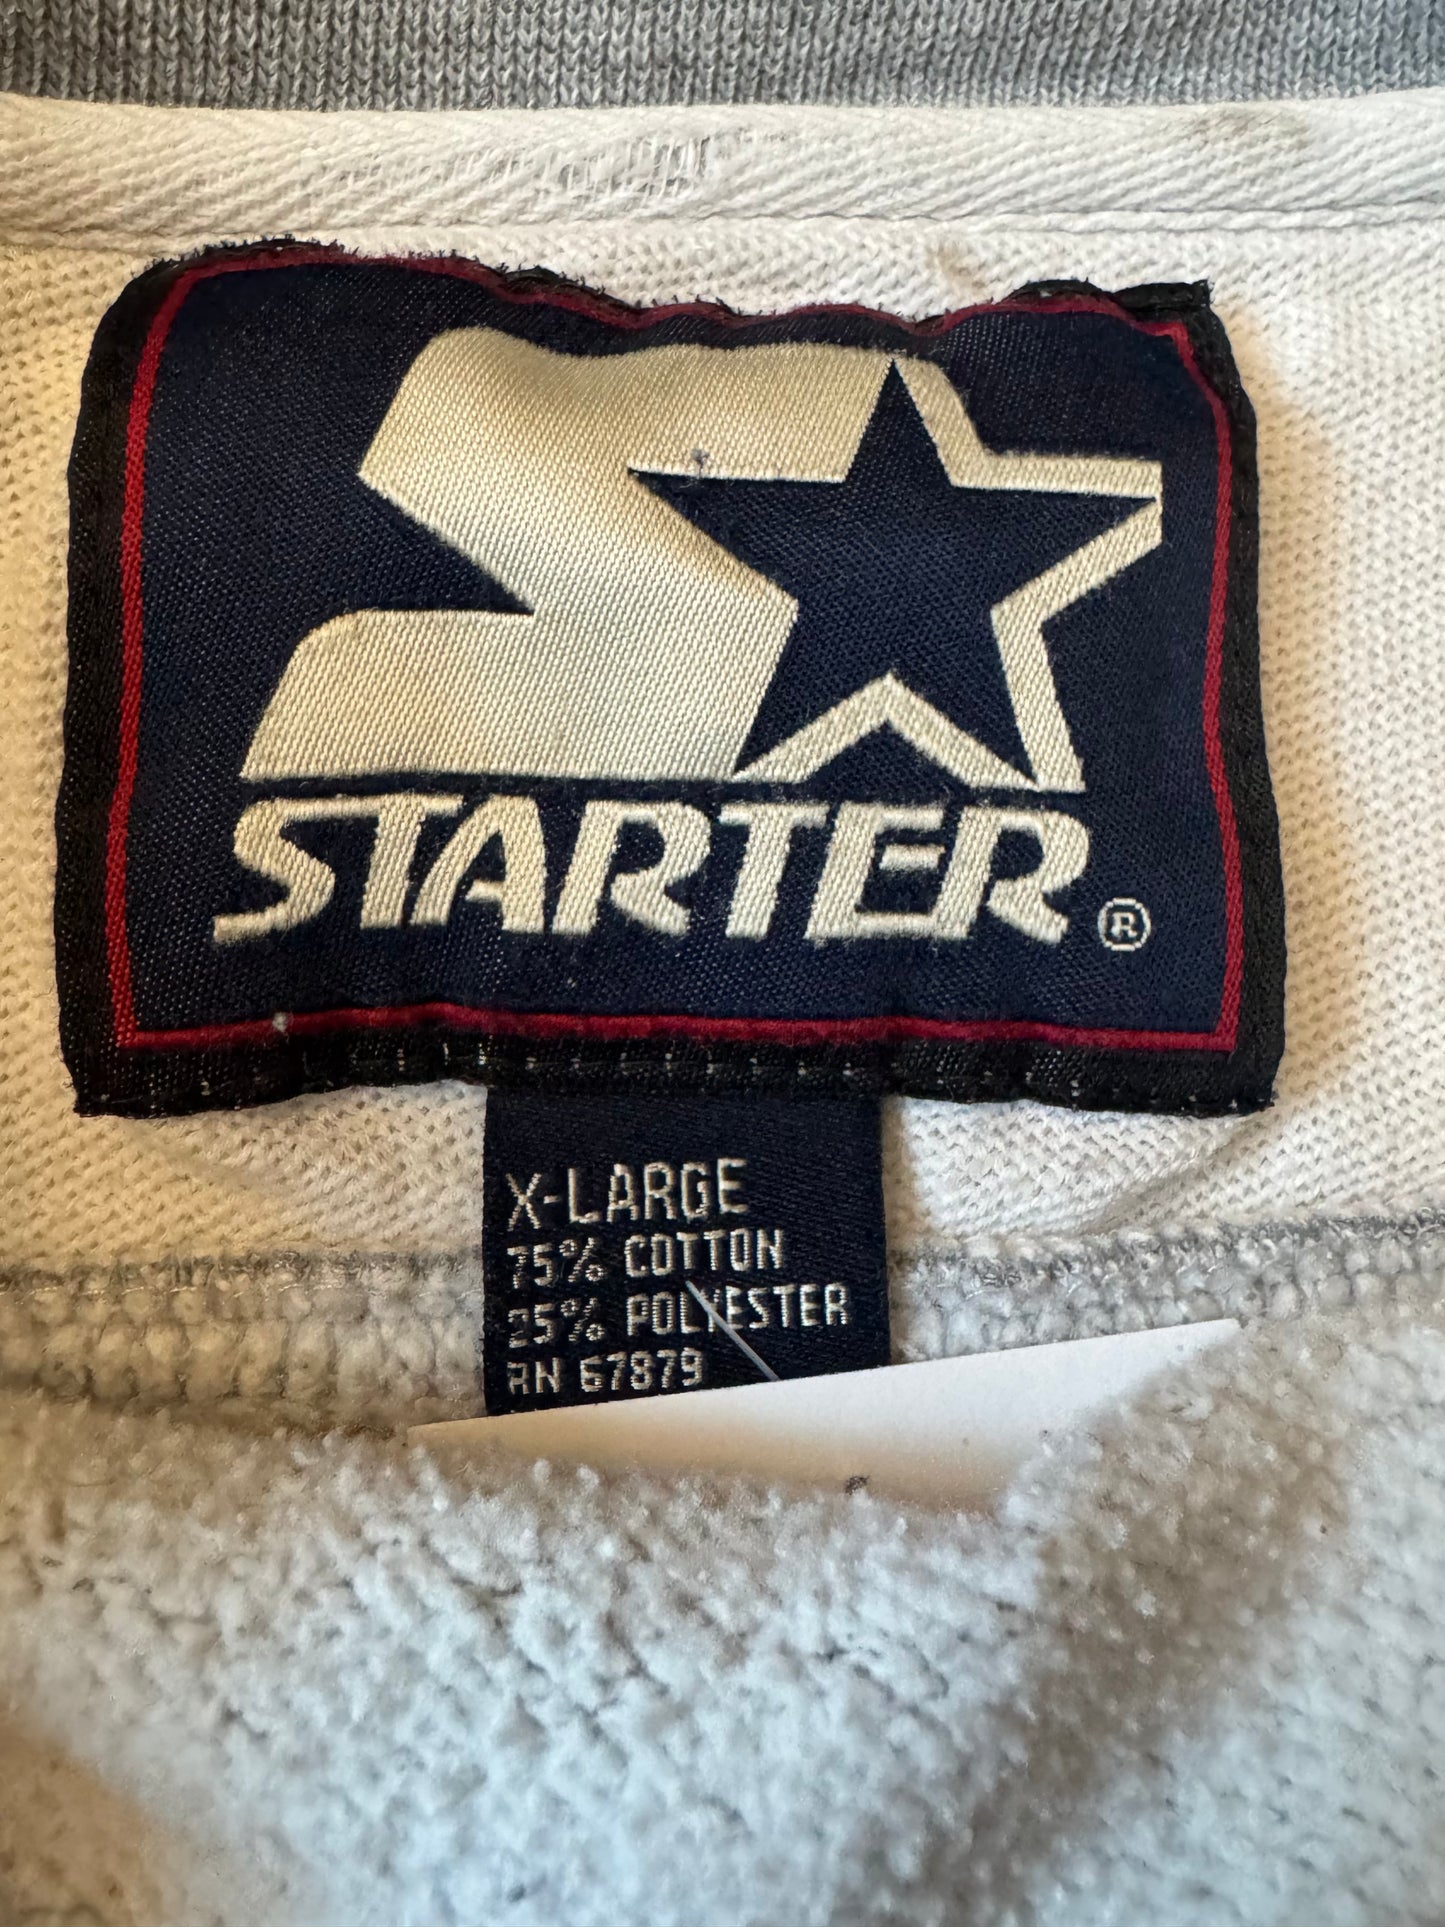 STARTER®
X-LARGE
75% COTTON
25% POLYESTER
RN 67879